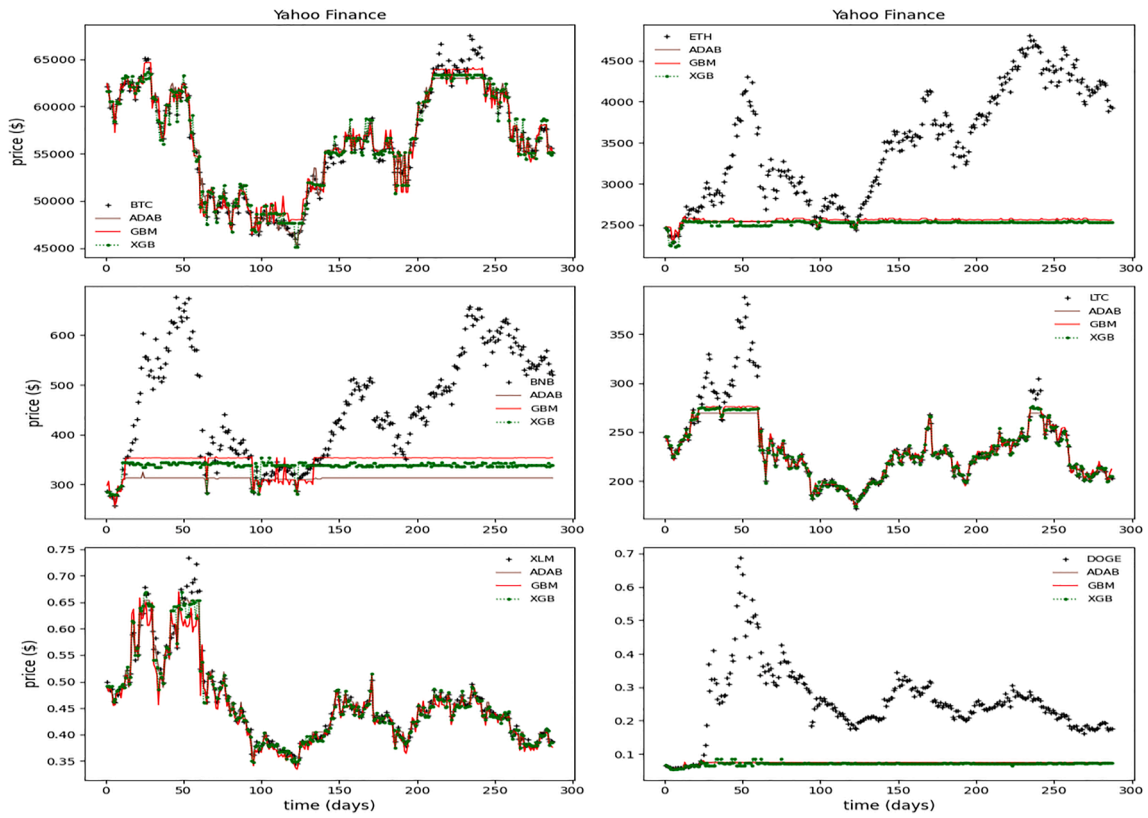 Yahoo Finance
65000
60000
55000
50000
45000
price ($)
BTC
ADAB
GBM
XGB
0 50 100 150 200 250 300
Yahoo Finance
4500
4000
3500
3000
2500
ETH
ADAB
GBM
XGB
0 50 100 150 200 250 300
600
500
400
300
price ($)
BNB
ADAB
GBM
XGB
0 50 100 150 200 250 300
350
300
250
200
LTC
ADAB
GBM
XGB
0 50 100 150 200 250 300
0.75
0.70
0.65
0.60
0.55
0.50
0.45
0.40
0.35
price ($)
XLM
ADAB
GBM
XGB
0 50 100 150 200 250 300
time (days)
0.7
0.6
0.5
0.4
0.3
0.2
0.1
DOGE
ADAB
GBM
XGB
0 50 100 150 200 250 300
time (days)